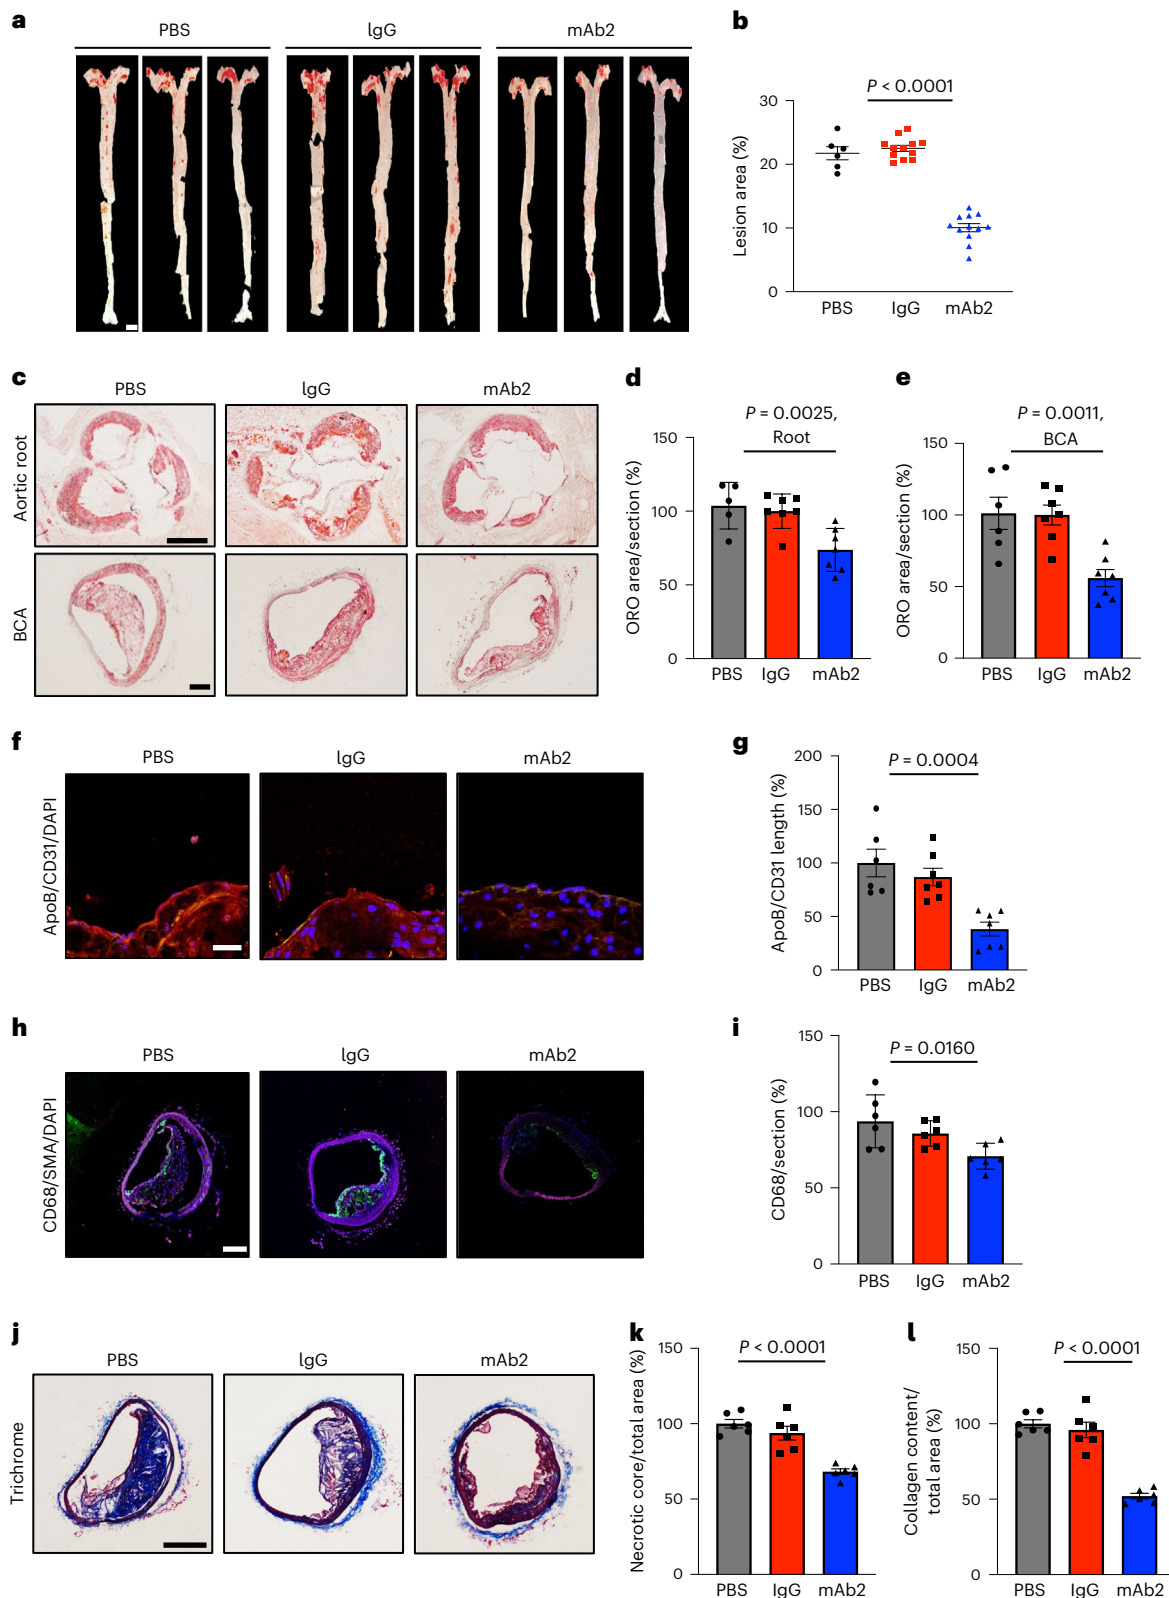 a
PBS
IgG
mAb2
b
P < 0.0001
30
20
10
0
Lesion area (%)
PBS
IgG
mAb2
c
PBS
IgG
mAb2
Aortic root
BCA
d
P = 0.0025,
Root
150
100
50
0
ORO area/section (%)
PBS
IgG
mAb2
e
P = 0.0011,
BCA
150
100
50
0
ORO area/section (%)
PBS
IgG
mAb2
f
PBS
IgG
mAb2
ApoB/CD31/DAPI
g
P = 0.0004
200
150
100
50
0
ApoB/CD31 length (%)
PBS
IgG
mAb2
h
PBS
IgG
mAb2
CD68/SMA/DAPI
i
P = 0.0160
150
100
50
0
CD68/section (%)
PBS
IgG
mAb2
j
PBS
IgG
mAb2
Trichrome
k
P < 0.0001
150
100
50
0
Necrotic core/total area (%)
PBS
IgG
mAb2
l
P < 0.0001
150
100
50
0
Collagen content/
total area (%)
PBS
IgG
mAb2